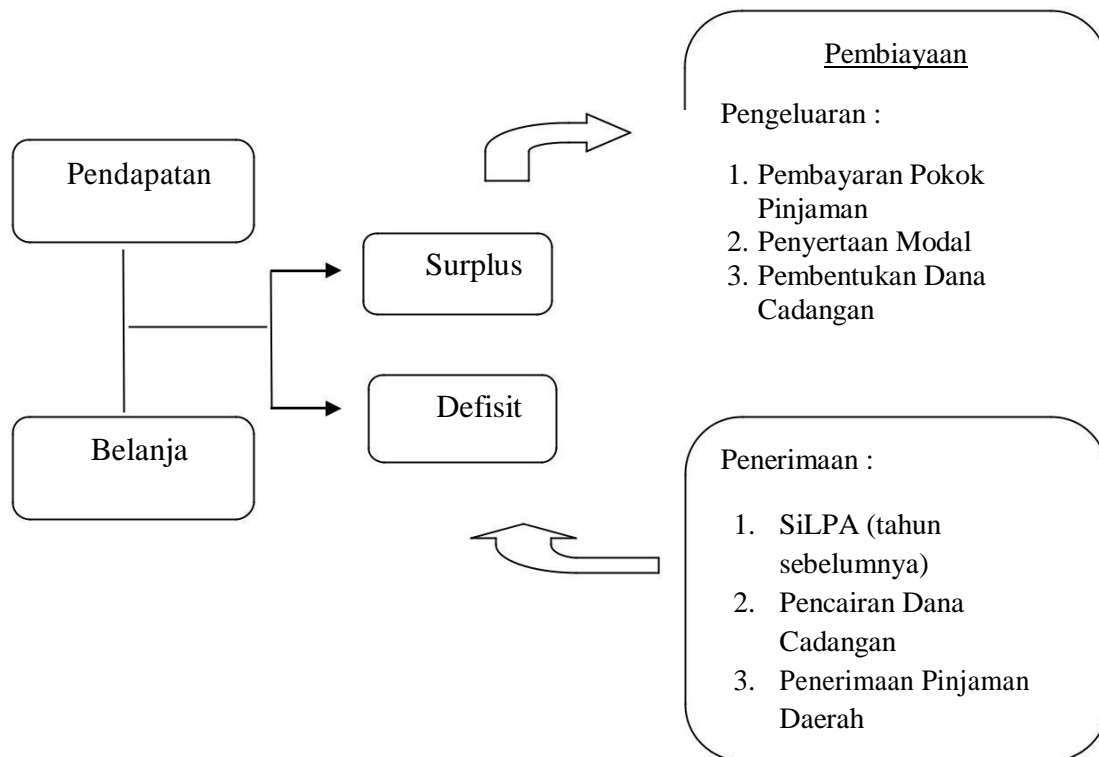 Pendapatan
Belanja
Surplus
Defisit
Pembiayaan
Pengeluaran :
1. Pembayaran Pokok
Pinjaman
2. Penyertaan Modal
3. Pembentukan Dana
Cadangan
Penerimaan :
1. SiLPA (tahun
sebelumnya)
2. Pencairan Dana
Cadangan
3. Penerimaan Pinjaman
Daerah